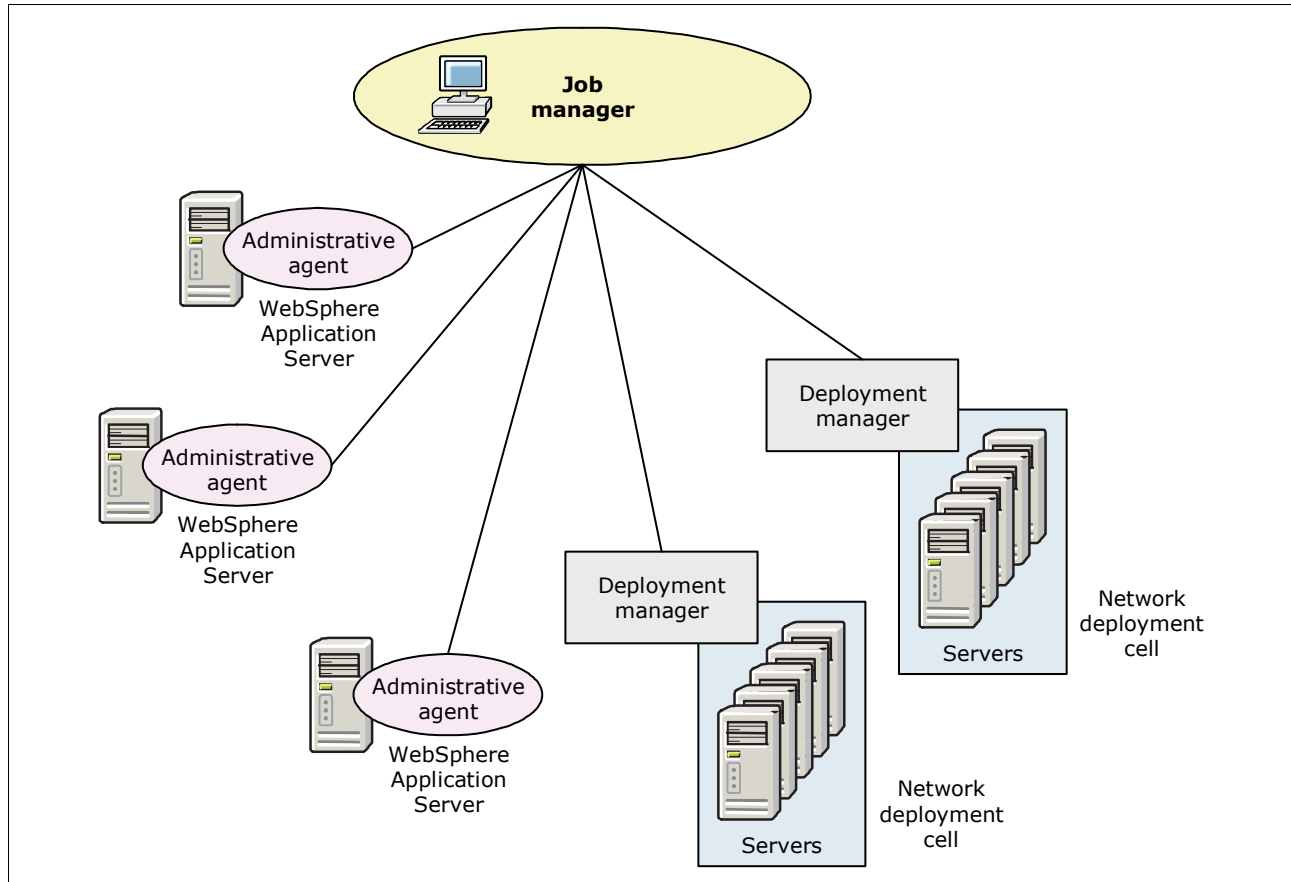 Job
manager
Administrative
agent
WebSphere
Application
Server
Administrative
agent
WebSphere
Application
Server
Administrative
agent
WebSphere
Application
Server
Deployment
manager
Servers
Network
deployment
cell
Deployment
manager
Servers
Network
deployment
cell